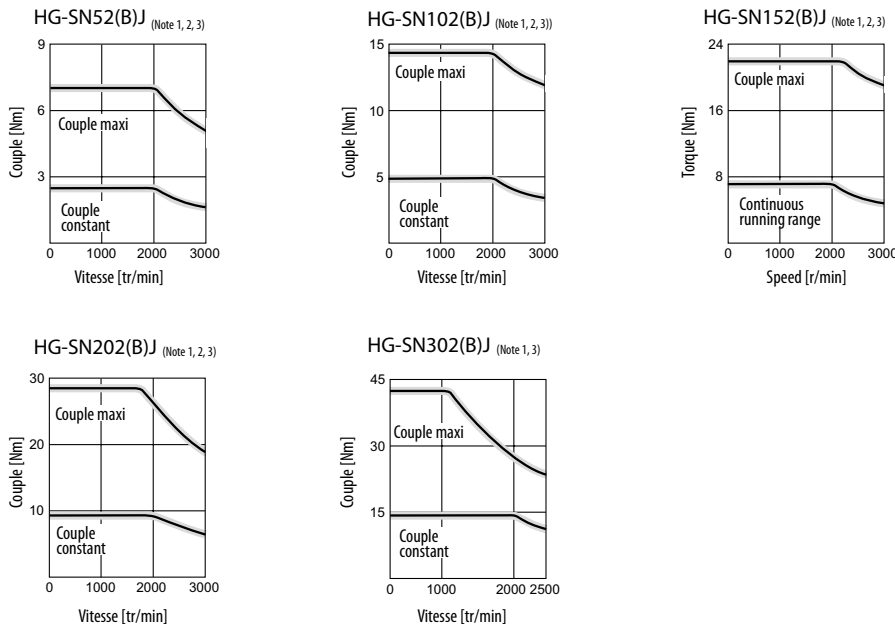 HG-SN52(B)J (Note 1, 2, 3)
9
6
3
0
Couple [Nm]
Couple maxi
Couple
constant
0 1000 2000 3000
Vitesse [tr/min]
HG-SN102(B)J (Note 1, 2, 3))
15
10
5
0
Couple [Nm]
Couple maxi
Couple
constant
0 1000 2000 3000
Vitesse [tr/min]
HG-SN152(B)J (Note 1, 2, 3)
24
16
8
0
Torque [Nm]
Couple maxi
Continuous
running range
0 1000 2000 3000
Speed [r/min]
HG-SN202(B)J (Note 1, 2, 3)
30
20
10
0
Couple [Nm]
Couple maxi
Couple
constant
0 1000 2000 3000
Vitesse [tr/min]
HG-SN302(B)J (Note 1, 3)
45
30
15
0
Couple [Nm]
Couple maxi
Couple
constant
0 1000 2000 2500
Vitesse [tr/min]